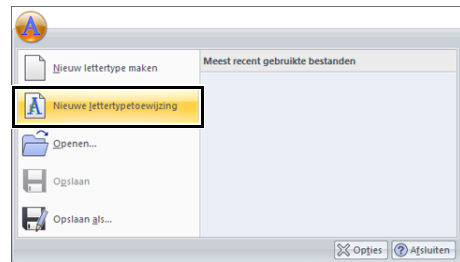 Nieuw lettertype maken
Meest recent gebruikte bestanden
Nieuwe lettertypetoewijzing
Openen...
Opslaan
Opslaan als...
Opties
Afsluiten